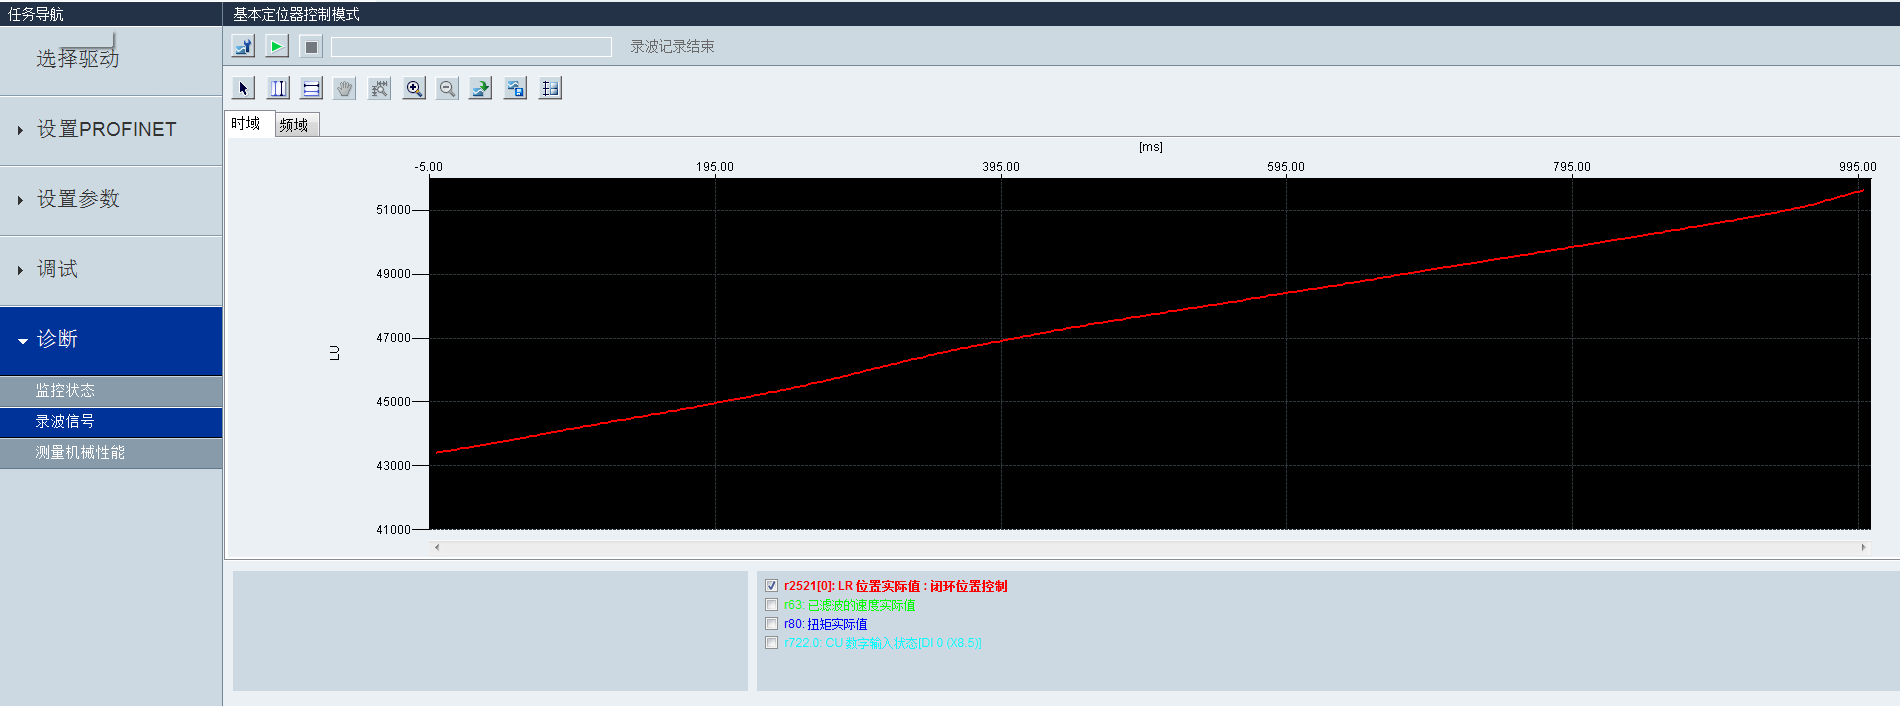 任务导航
基本定位器控制模式
选择驱动
录波记录结束
设置PROFINET
时域
频域
[ms]
-5.00
195.00
395.00
595.00
795.00
995.00
设置参数
51000
49000
调试
47000
诊断
LU
监控状态
45000
录波信号
测量机械性能
43000
41000
r2521[0]: LR 位置实际值 : 闭环位置控制
r63: 已滤波的速度实际值
r80: 扭矩实际值
r722.0: CU 数字输入状态[DI 0 (X8.5)]